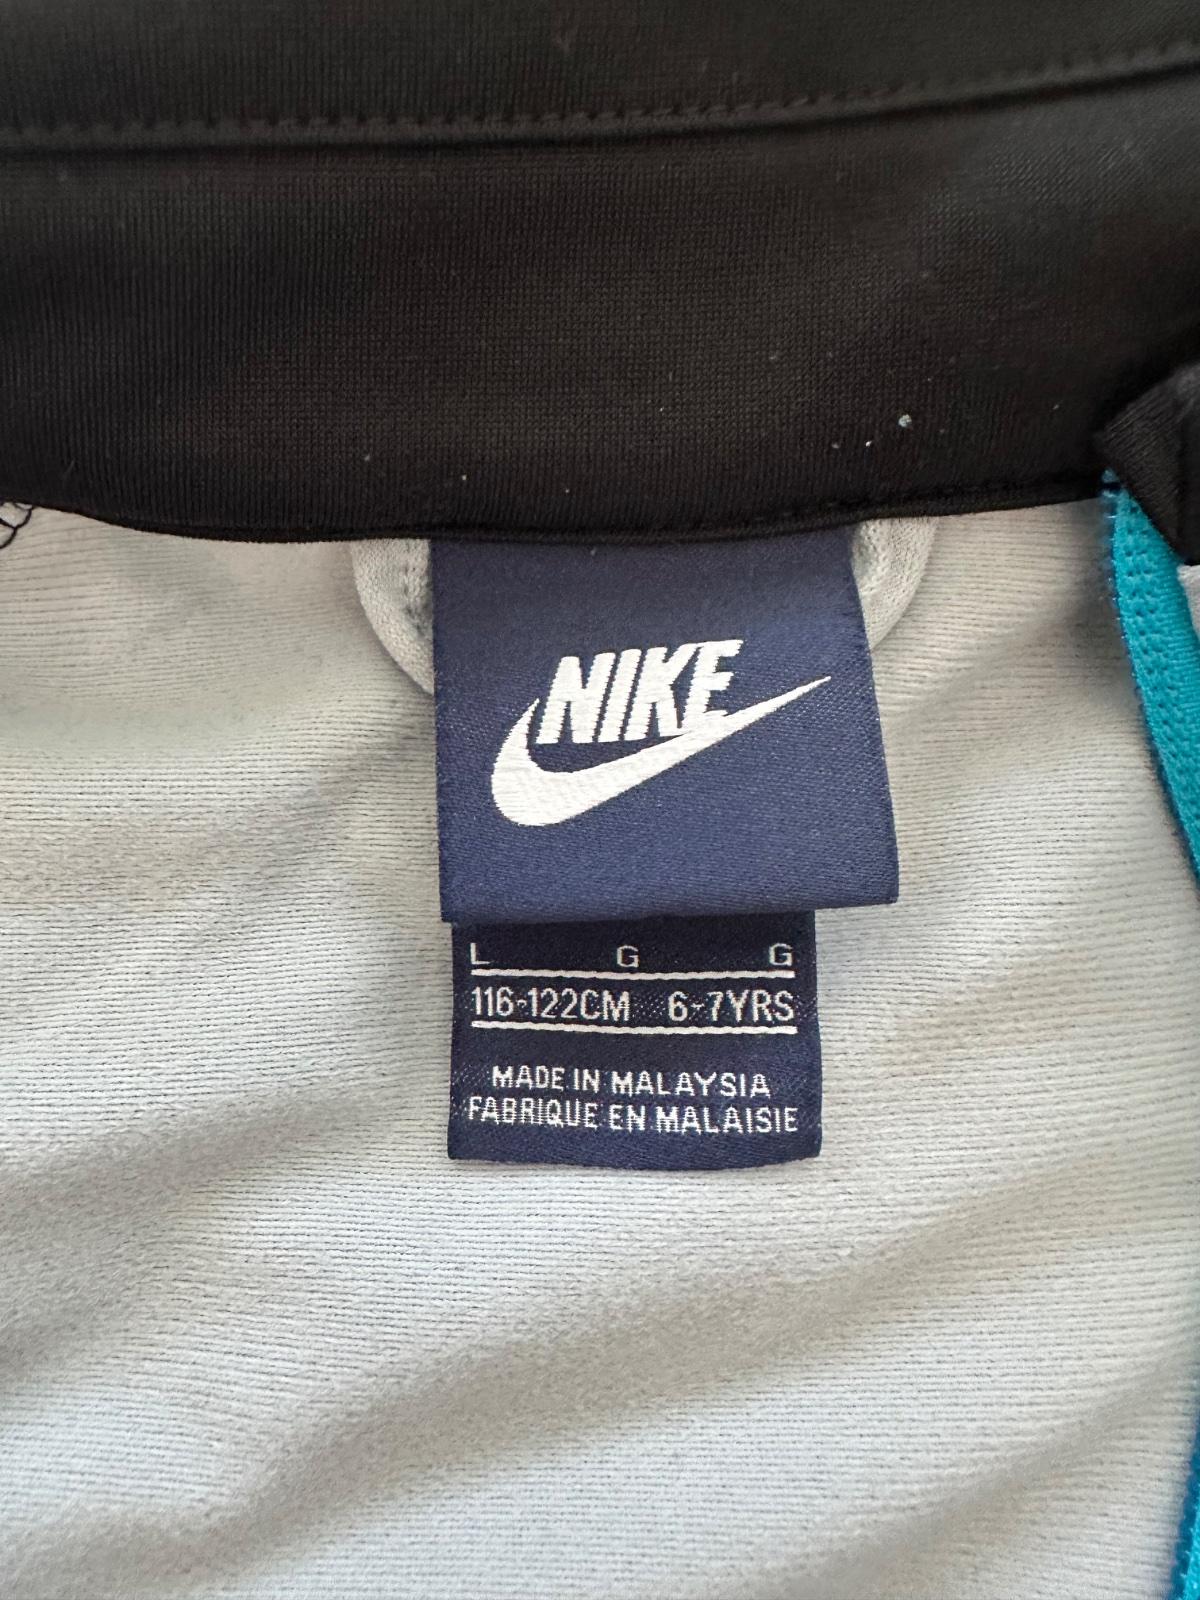 NIKE
L G G
116-122CM 6-7YRS
MADE IN MALAYSIA
FABRIQUE EN MALAISIE